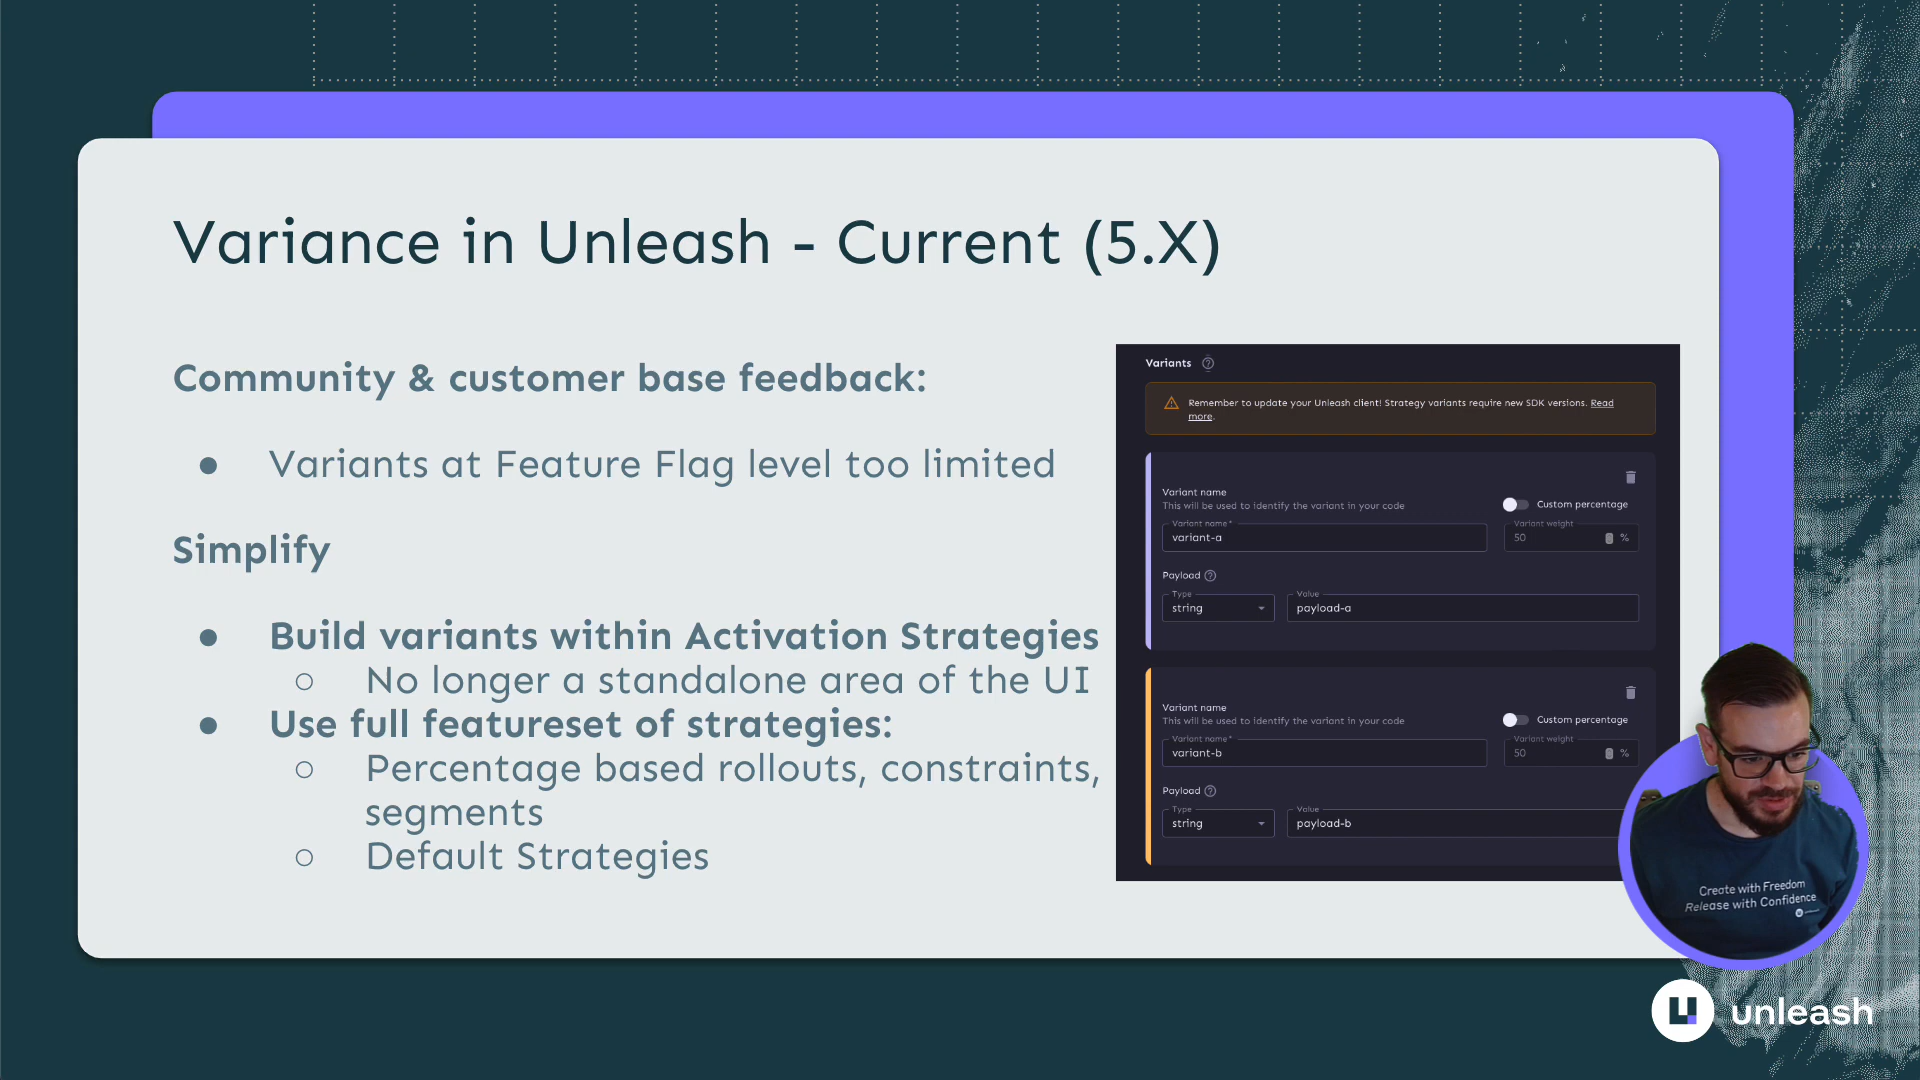 Variance in Unleash - Current (5.X)
Community & customer base feedback:
● Variants at Feature Flag level too limited
Simplify
● Build variants within Activation Strategies
○ No longer a standalone area of the UI
● Use full featureset of strategies:
○ Percentage based rollouts, constraints,
segments
○ Default Strategies
Variants
Remember to update your Unleash client! Strategy variants require new SDK versions. Read
more.
Variant name
This will be used to identify the variant in your code
Custom percentage
Variant name *
variant-a
Variant weight
50 %
Payload
Type
string
Value
payload-a
Variant name
This will be used to identify the variant in your code
Custom percentage
Variant name *
variant-b
Variant weight
50 %
Payload
Type
string
Value
payload-b
Create with Freedom
Release with Confidence
unleash